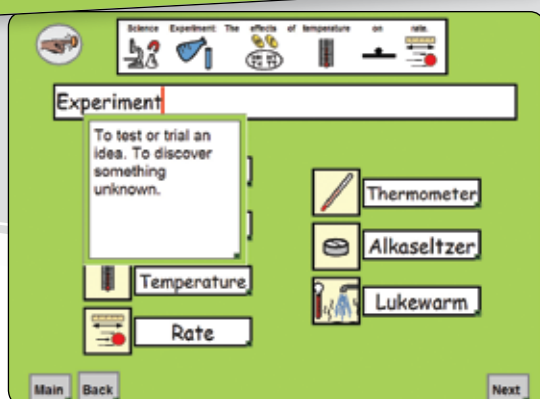 Science Experiment: The effects of temperature on rate.
Experiment
To test or trial an
idea. To discover
something
unknown.
Thermometer
Alkaseltzer
Temperature
Lukewarm
Rate
Main
Back
Next